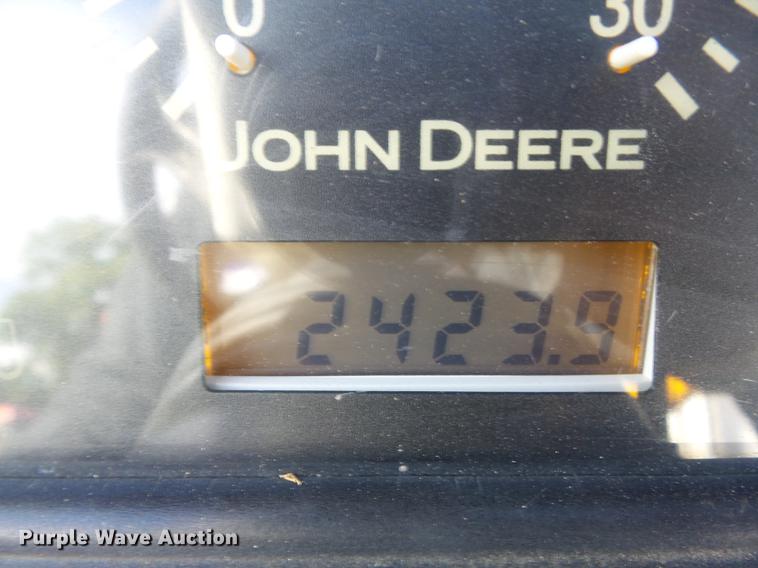 0 30
JOHN DEERE
2423.9
Purple Wave Auction